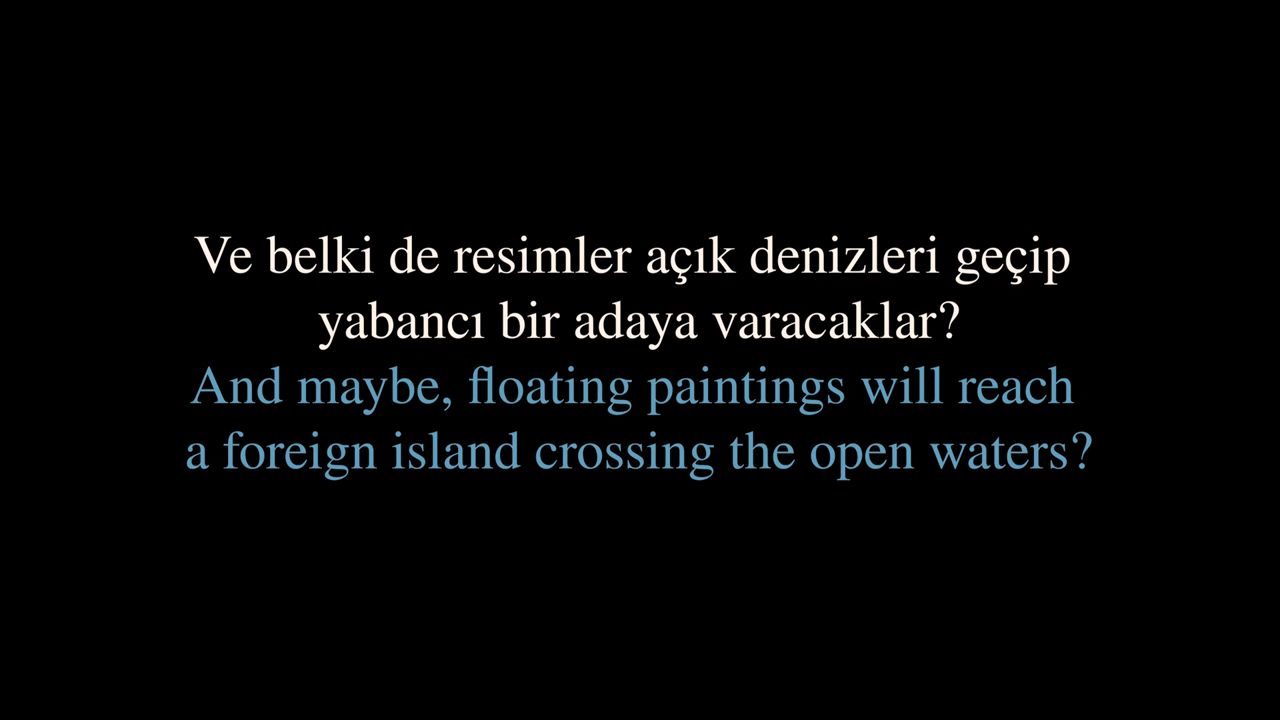 Ve belki de resimler açık denizleri geçip
yabancı bir adaya varacaklar?
And maybe, floating paintings will reach
a foreign island crossing the open waters?